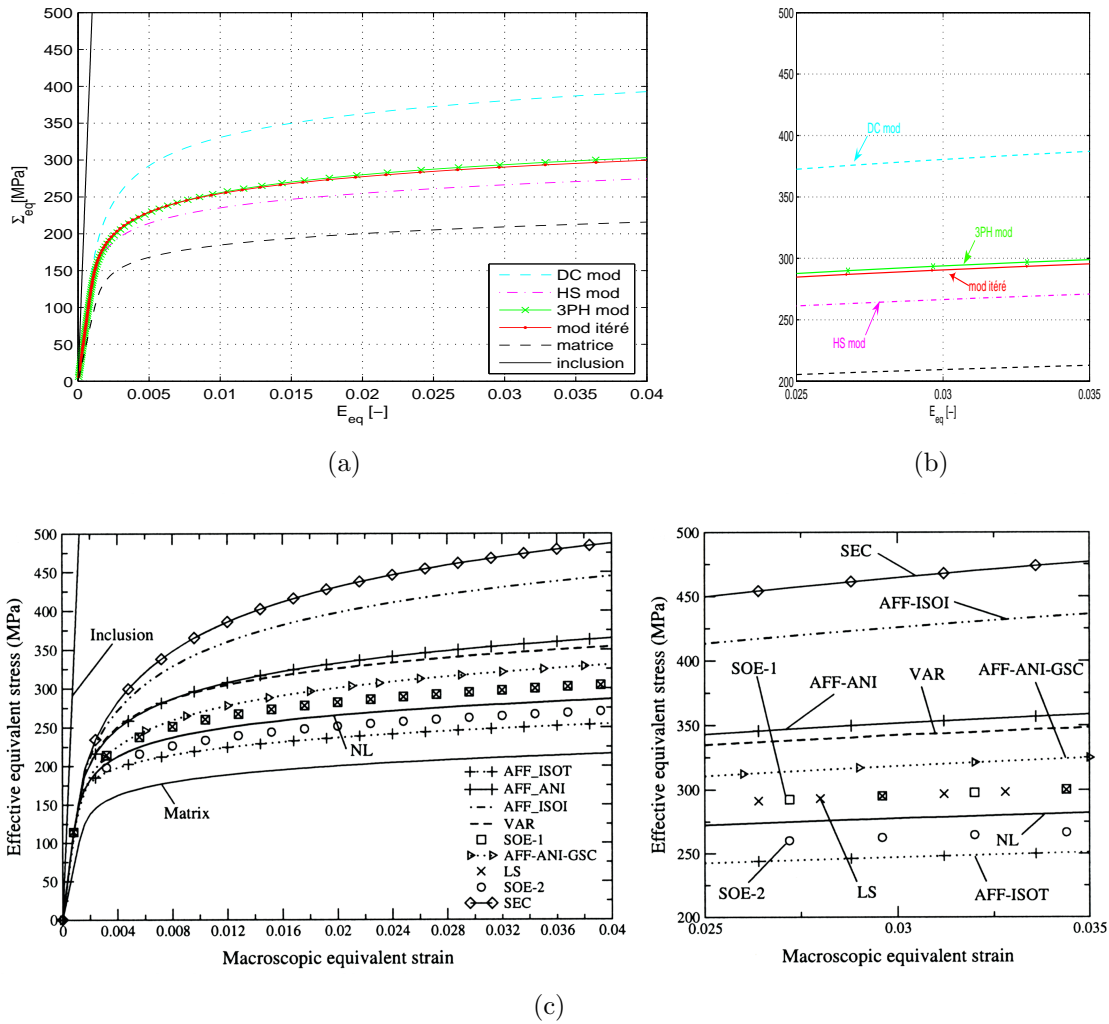 500
450
400
350
300
250
200
150
100
50
0
Σeq[MPa]
0
0.005
0.01
0.015
0.02
0.025
0.03
0.035
0.04
Eeq [−]
DC mod
HS mod
3PH mod
mod itéré
matrice
inclusion
(a)
500
450
400
350
300
250
200
DC mod
3PH mod
mod itéré
HS mod
0.025
0.03
0.035
Eeq [−]
(b)
500
450
400
350
300
250
200
150
100
50
0
Effective equivalent stress (MPa)
Inclusion
NL
Matrix
AFF_ISOT
AFF_ANI
AFF_ISOI
VAR
SOE-1
AFF-ANI-GSC
LS
SOE-2
SEC
0
0.004
0.008
0.012
0.016
0.02
0.024
0.028
0.032
0.036
0.04
Macroscopic equivalent strain
500
450
400
350
300
250
200
Effective equivalent stress (MPa)
SEC
AFF-ISOI
SOE-1
AFF-ANI
VAR
AFF-ANI-GSC
NL
SOE-2
LS
AFF-ISOT
0.025
0.03
0.035
Macroscopic equivalent strain
(c)